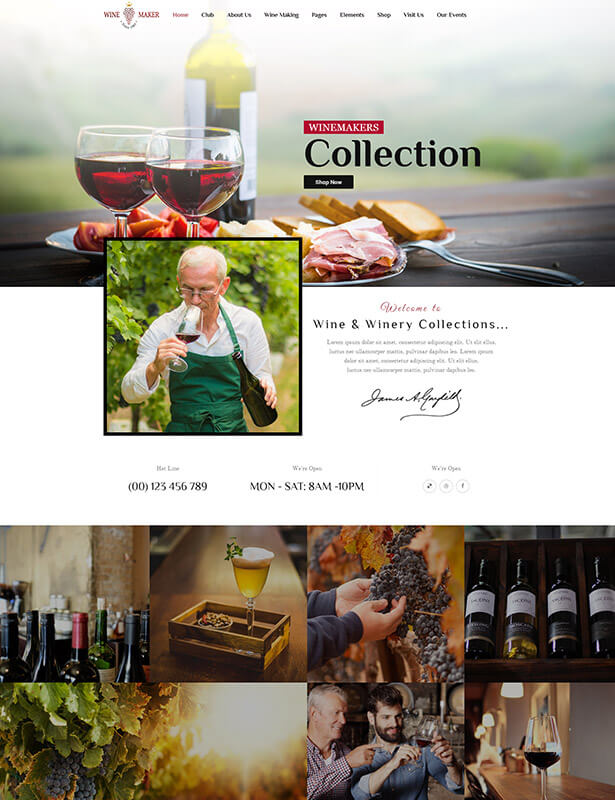 WINE MAKER
Home Club About Us Wine Making Pages Elements Shop Visit Us Our Events
WINEMAKERS
Collection
Shop Now
Welcome to
Wine & Winery Collections...
Lorem ipsum dolor sit amet, consectetur adipiscing elit. Ut elit ellus,
luctus nec ullamcorper mattis, pulvinar dapibus leo. Lorem ipsum
dolor sit amet, consectetur adipiscing elit. Ut elit ellus,
luctus nec ullamcorper mattis, pulvinar dapibus leo.
James A. Garfield
Hot Line
(00) 123 456 789
We're Open
MON - SAT: 8AM -10PM
We're Open